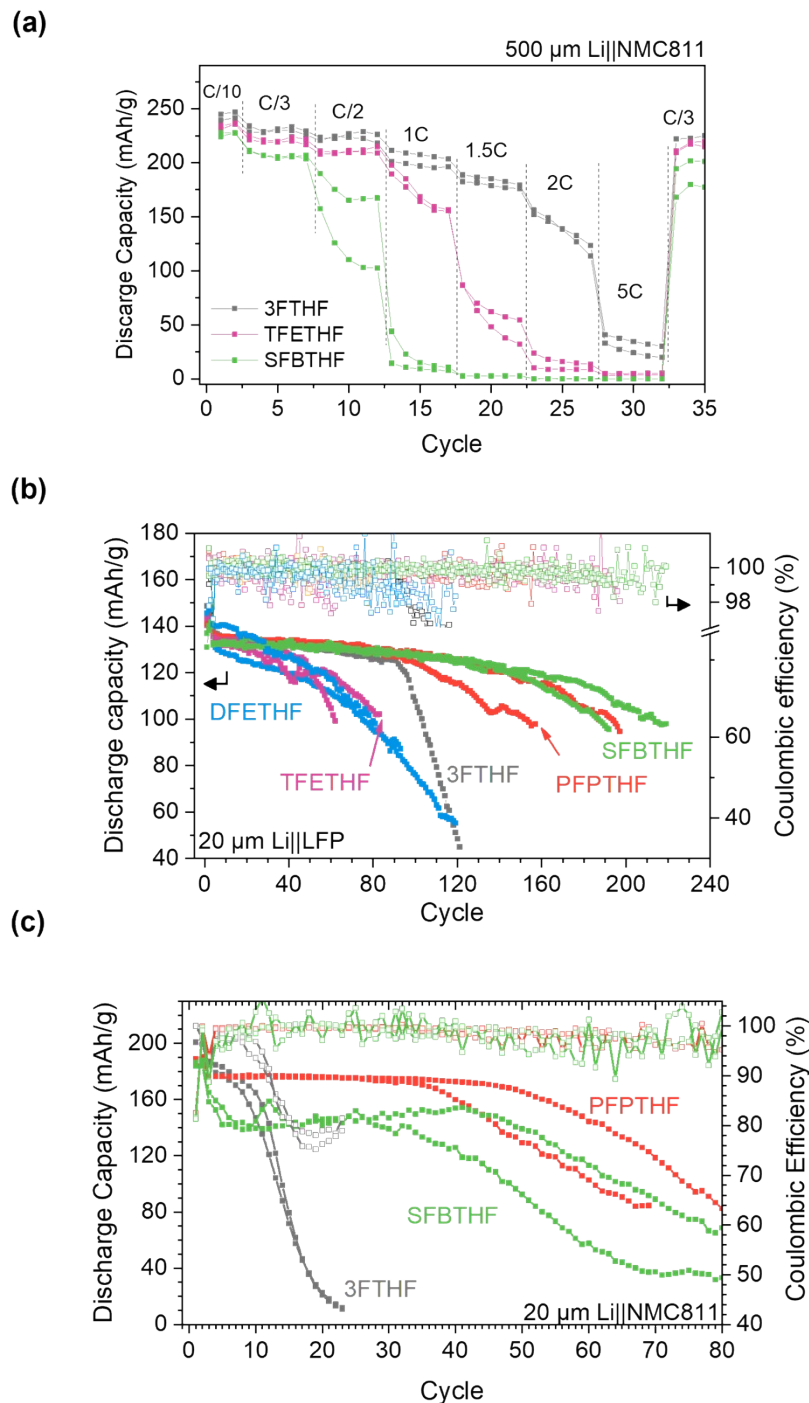 (a)
500 µm Li||NMC811
Discarge Capacity (mAh/g)
250
200
150
100
50
0
C/10
C/3
C/2
1C
1.5C
2C
5C
C/3
3FTHF
TFETHF
SFBTHF
0 5 10 15 20 25 30 35
Cycle
(b)
Discharge capacity (mAh/g)
180
160
140
120
100
80
60
40
100
98
60
40
Coulombic efficiency (%)
DFETHF
TFETHF
3FTHF
PFPTHF
SFBTHF
20 µm Li||LFP
0 40 80 120 160 200 240
Cycle
(c)
Discharge Capacity (mAh/g)
200
160
120
80
40
0
100
90
80
70
60
50
40
Coulombic Efficiency (%)
PFPTHF
SFBTHF
3FTHF
20 µm Li||NMC811
0 10 20 30 40 50 60 70 80
Cycle